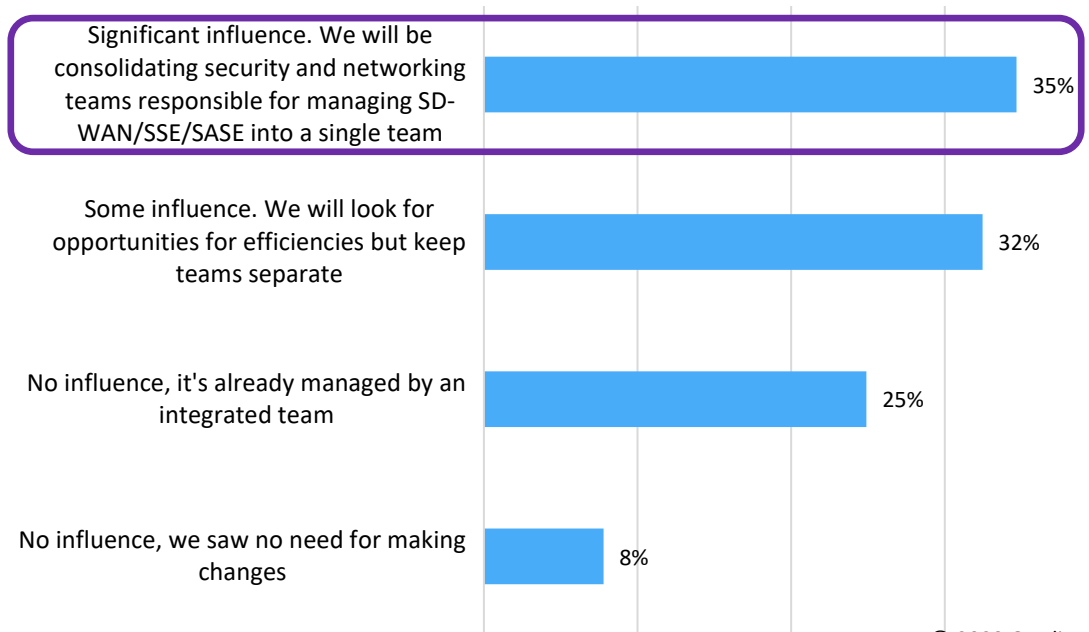 Significant influence. We will be
consolidating security and networking
teams responsible for managing SD-
WAN/SSE/SASE into a single team
35%
Some influence. We will look for
opportunities for efficiencies but keep
teams separate
32%
No influence, it's already managed by an
integrated team
25%
No influence, we saw no need for making
changes
8%